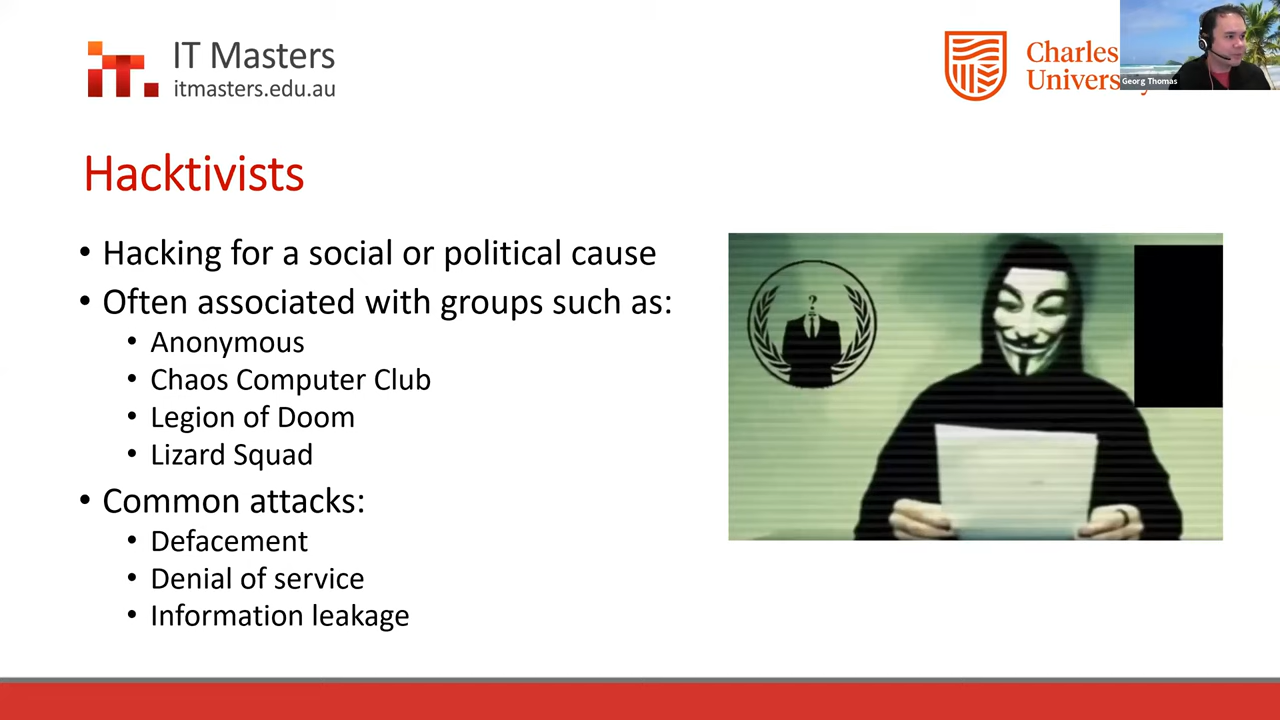 IT Masters
itmasters.edu.au
Charles
Univers
Georg Thomas
Hacktivists
• Hacking for a social or political cause
• Often associated with groups such as:
• Anonymous
• Chaos Computer Club
• Legion of Doom
• Lizard Squad
• Common attacks:
• Defacement
• Denial of service
• Information leakage
?